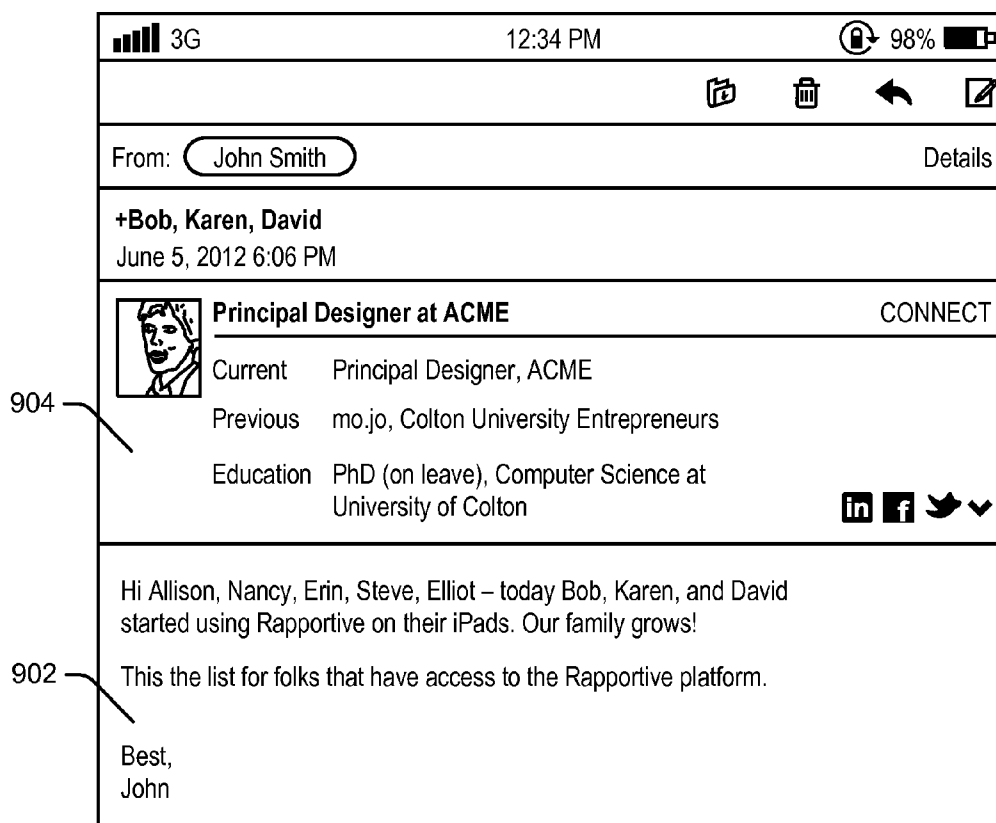 3G 12:34 PM 98%
From: John Smith Details
+Bob, Karen, David
June 5, 2012 6:06 PM
Principal Designer at ACME CONNECT
Current Principal Designer, ACME
904
Previous mo.jo, Colton University Entrepreneurs
Education PhD (on leave), Computer Science at
University of Colton
in f
Hi Allison, Nancy, Erin, Steve, Elliot – today Bob, Karen, and David
started using Rapportive on their iPads. Our family grows!
902
This the list for folks that have access to the Rapportive platform.
Best,
John